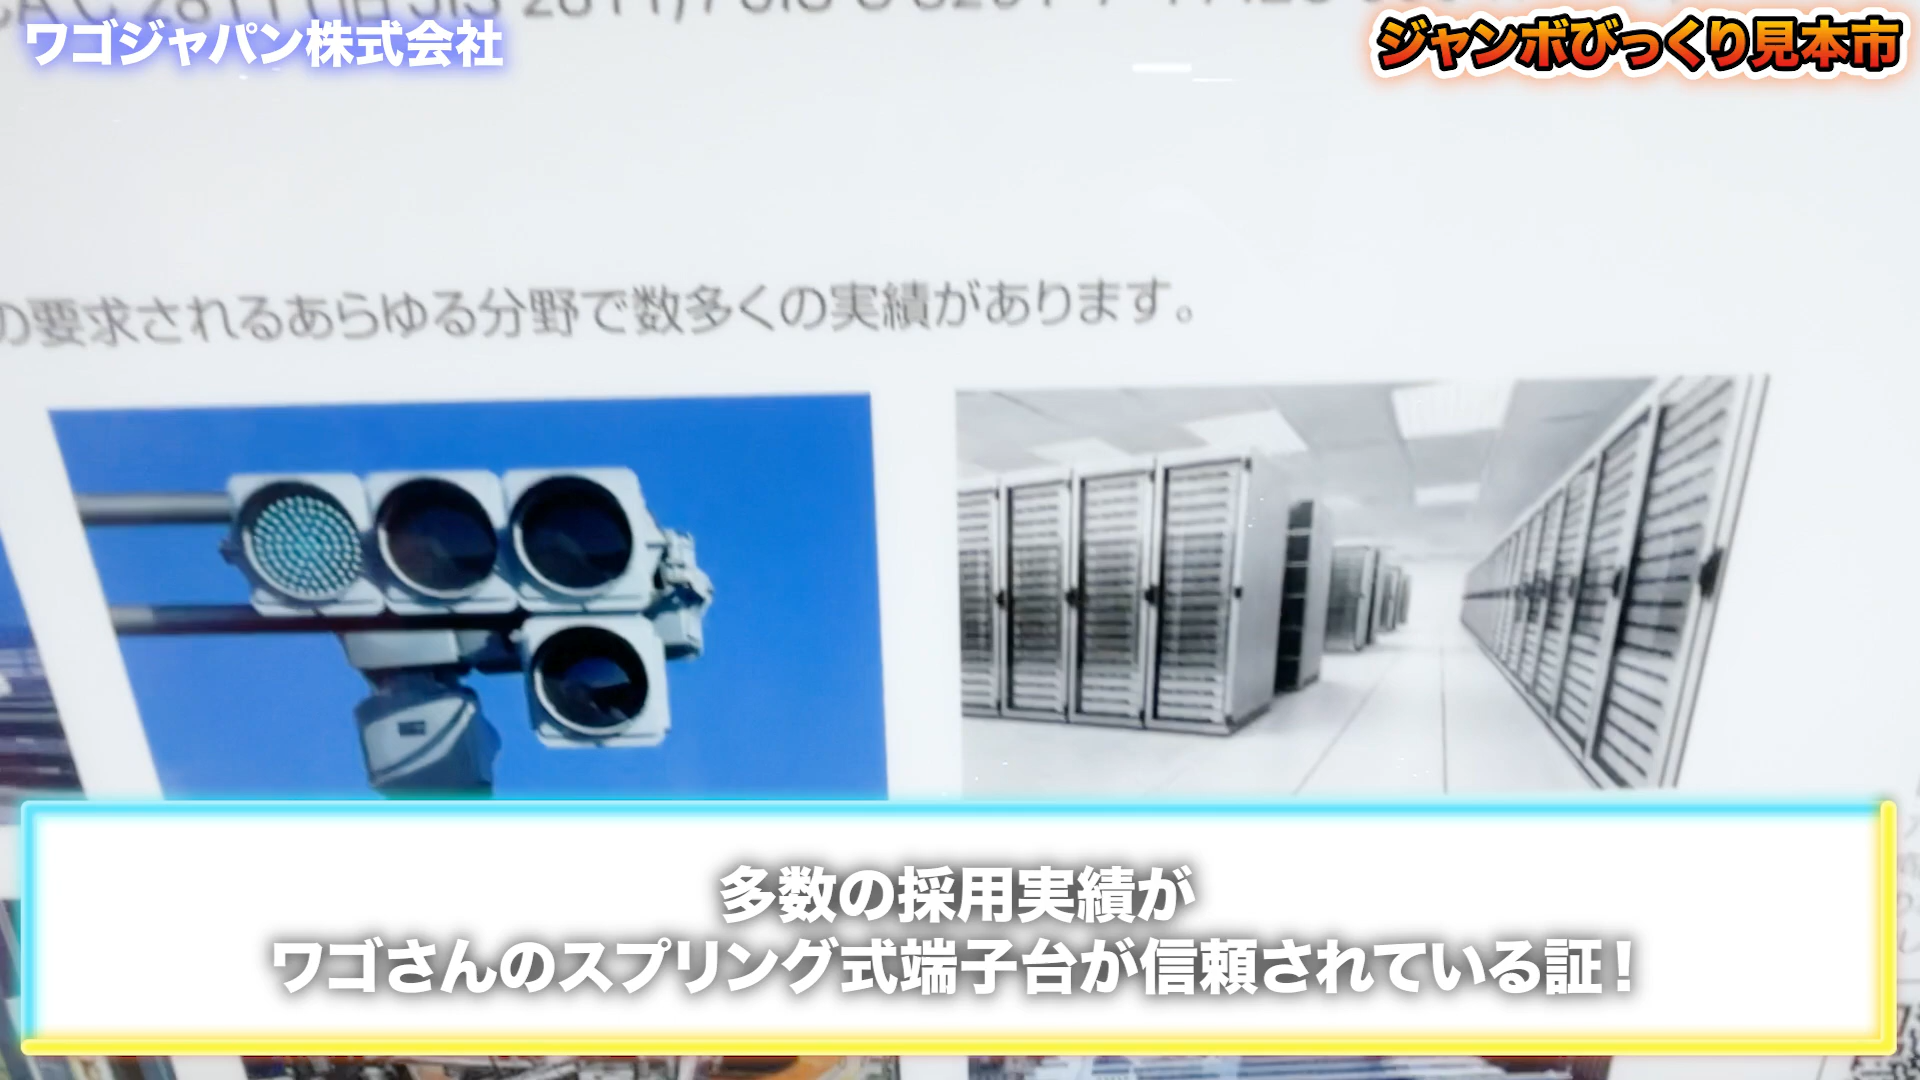 ワゴジャパン株式会社
ジャンボびっくり見本市
の要求されるあらゆる分野で数多くの実績があります。
多数の採用実績が
ワゴさんのスプリング式端子台が信頼されている証！